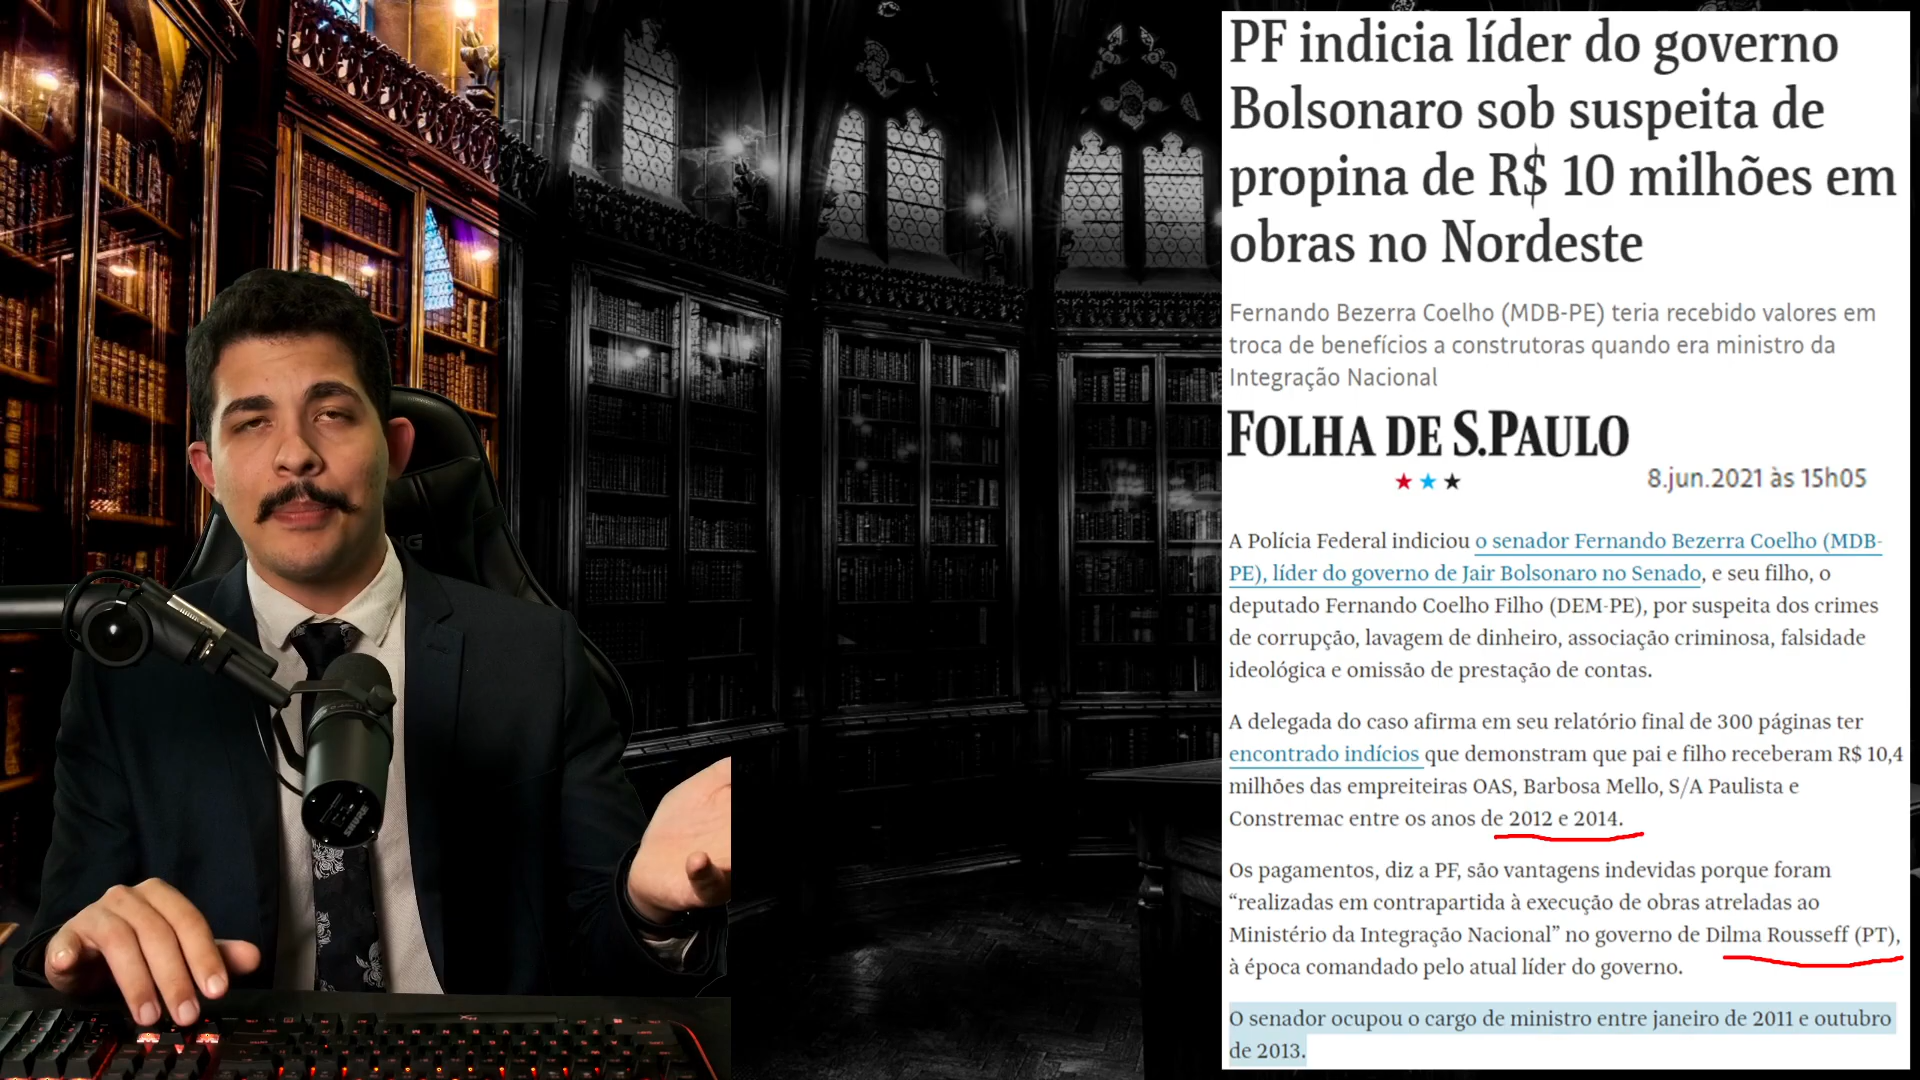 PF indicia líder do governo
Bolsonaro sob suspeita de
propina de R$ 10 milhões em
obras no Nordeste
Fernando Bezerra Coelho (MDB-PE) teria recebido valores em
troca de benefícios a construtoras quando era ministro da
Integração Nacional
FOLHA DE S.PAULO
8.jun.2021 às 15h05
A Polícia Federal indiciou o senador Fernando Bezerra Coelho (MDB-
PE), líder do governo de Jair Bolsonaro no Senado, e seu filho, o
deputado Fernando Coelho Filho (DEM-PE), por suspeita dos crimes
de corrupção, lavagem de dinheiro, associação criminosa, falsidade
ideológica e omissão de prestação de contas.
A delegada do caso afirma em seu relatório final de 300 páginas ter
encontrado indícios que demonstram que pai e filho receberam R$ 10,4
milhões das empreiteiras OAS, Barbosa Mello, S/A Paulista e
Constremac entre os anos de 2012 e 2014.
Os pagamentos, diz a PF, são vantagens indevidas porque foram
“realizadas em contrapartida à execução de obras atreladas ao
Ministério da Integração Nacional” no governo de Dilma Rousseff (PT),
à época comandado pelo atual líder do governo.
O senador ocupou o cargo de ministro entre janeiro de 2011 e outubro
de 2013.
SHURE